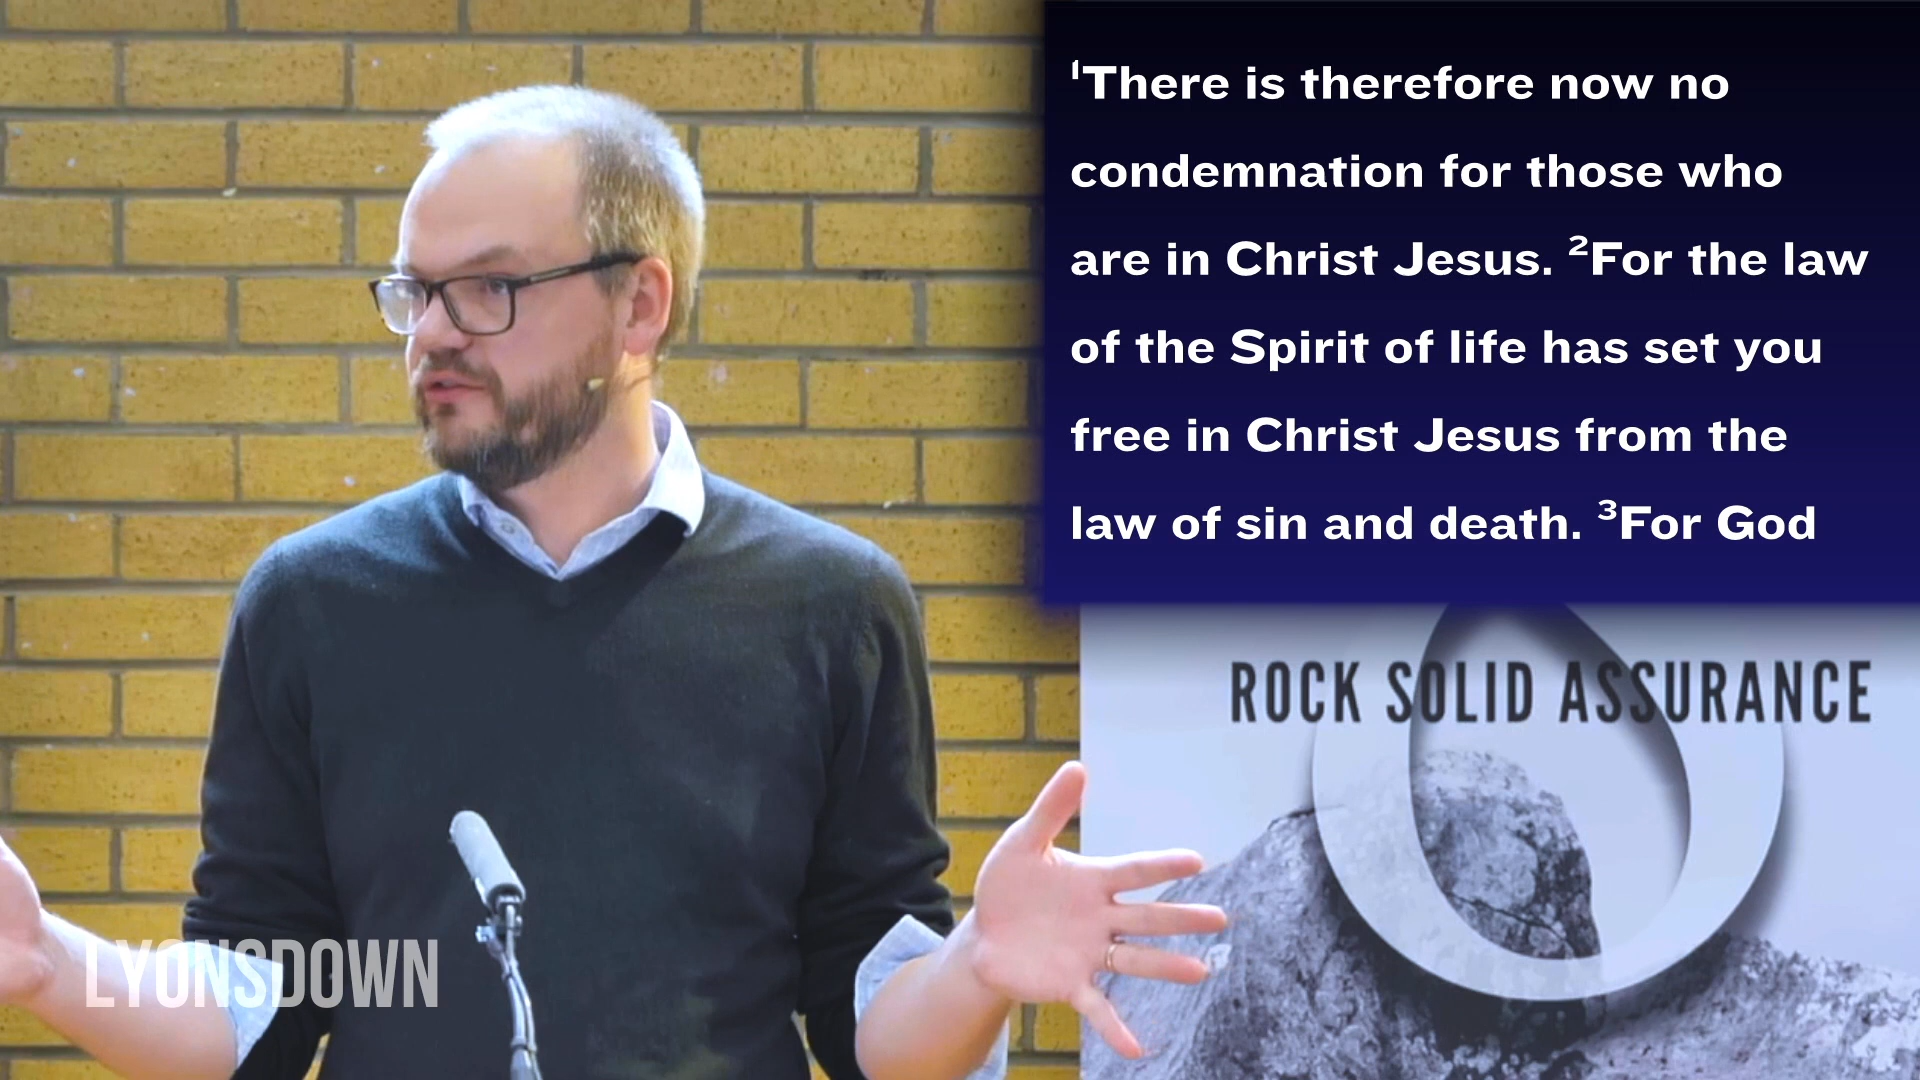 ¹There is therefore now no
condemnation for those who
are in Christ Jesus. ²For the law
of the Spirit of life has set you
free in Christ Jesus from the
law of sin and death. ³For God
ROCK SOLID ASSURANCE
LYONSDOWN